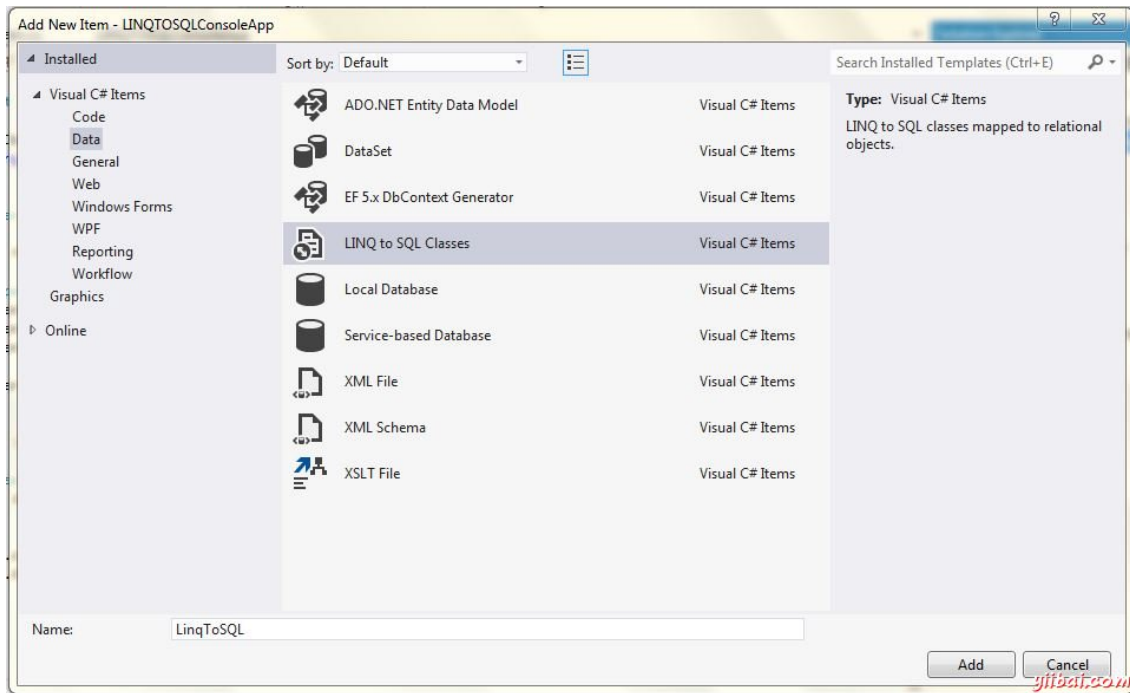 Add New Item - LINQTOSQLConsoleApp
Installed
Sort by: Default
Search Installed Templates (Ctrl+E)
Visual C# Items
Code
Data
General
Web
Windows Forms
WPF
Reporting
Workflow
Graphics
Online
ADO.NET Entity Data Model Visual C# Items
DataSet Visual C# Items
EF 5.x DbContext Generator Visual C# Items
LINQ to SQL Classes Visual C# Items
Local Database Visual C# Items
Service-based Database Visual C# Items
XML File Visual C# Items
XML Schema Visual C# Items
XSLT File Visual C# Items
Type: Visual C# Items
LINQ to SQL classes mapped to relational
objects.
Name: LinqToSQL
Add Cancel
yiibai.com